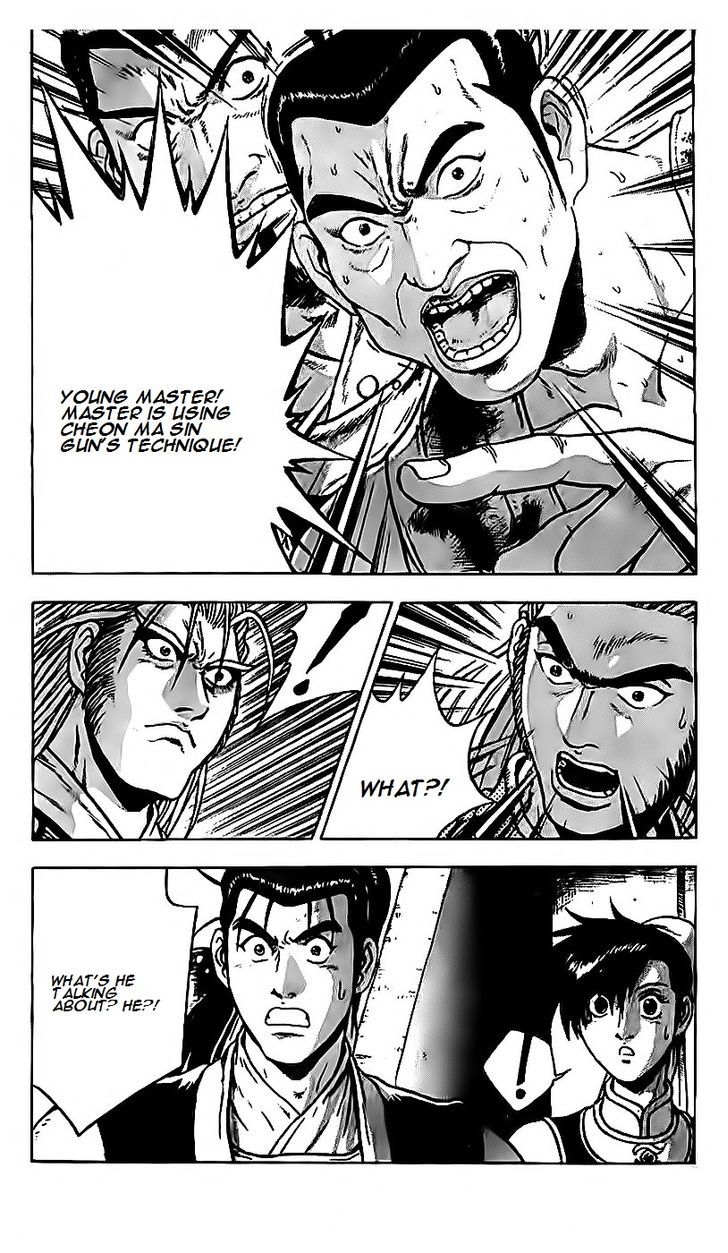 YOUNG MASTER!
MASTER IS USING
CHEON MA SIN
GUN'S TECHNIQUE!
!
WHAT?!
WHAT'S HE
TALKING
ABOUT? HE?!
!